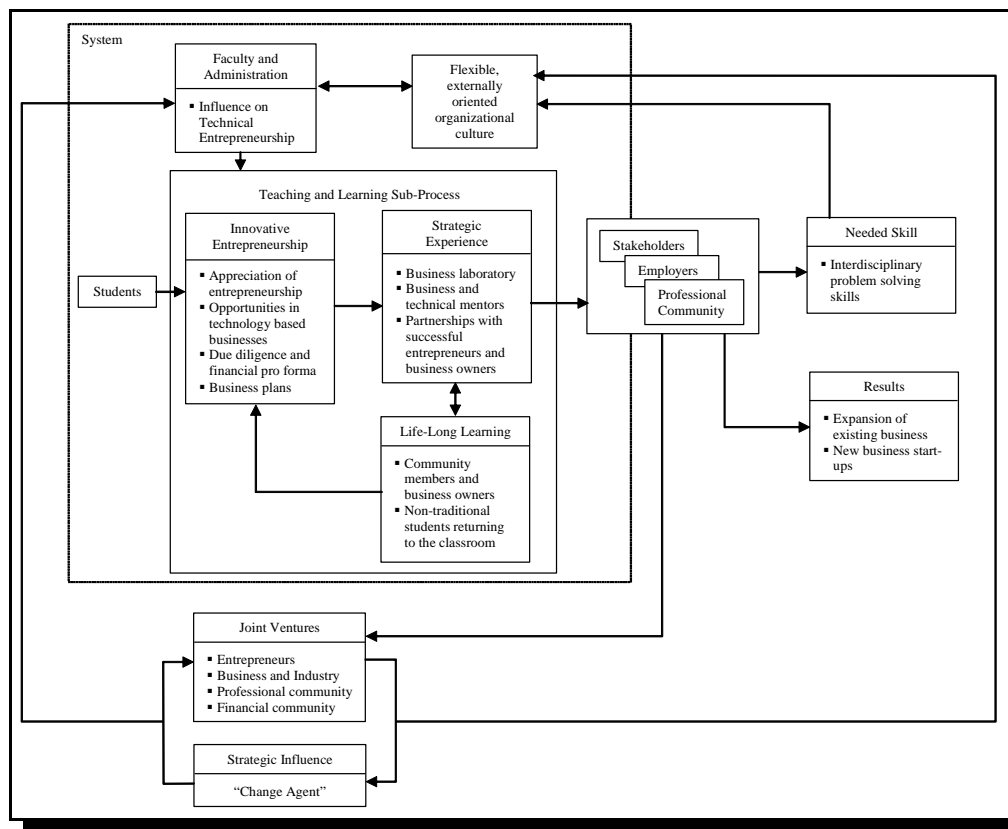 System
Faculty and
Administration
▪ Influence on
Technical
Entrepreneurship
Flexible,
externally
oriented
organizational
culture
Teaching and Learning Sub-Process
Innovative
Entrepreneurship
▪ Appreciation of
entrepreneurship
▪ Opportunities in
technology based
businesses
▪ Due diligence and
financial pro forma
▪ Business plans
Strategic
Experience
▪ Business laboratory
▪ Business and
technical mentors
▪ Partnerships with
successful
entrepreneurs and
business owners
Students
Life-Long Learning
▪ Community
members and
business owners
▪ Non-traditional
students returning
to the classroom
Stakeholders
Employers
Professional
Community
Needed Skill
▪ Interdisciplinary
problem solving
skills
Results
▪ Expansion of
existing business
▪ New business start-
ups
Joint Ventures
▪ Entrepreneurs
▪ Business and Industry
▪ Professional community
▪ Financial community
Strategic Influence
“Change Agent”